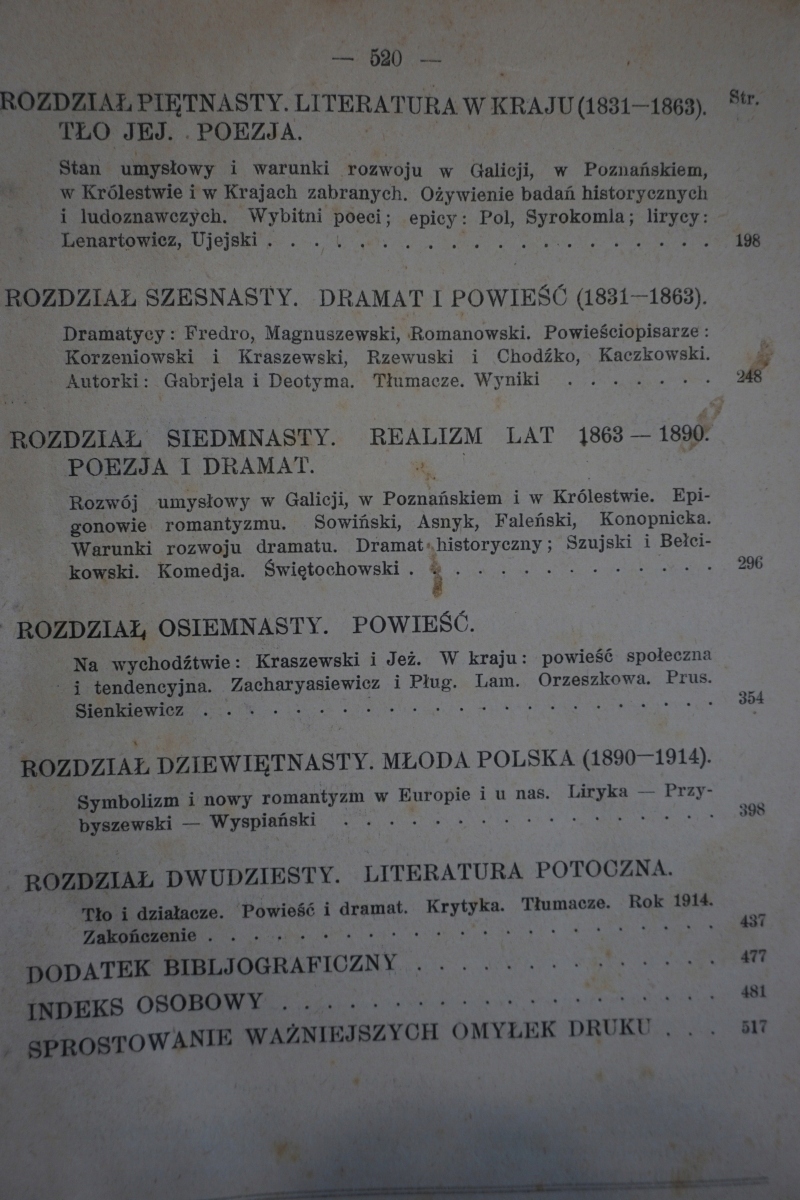 — 520 —
Str.
ROZDZIAŁ PIĘTNASTY. LITERATURA W KRAJU (1831—1863).
TŁO JEJ. POEZJA.
Stan umysłowy i warunki rozwoju w Galicji, w Poznańskiem,
w Królestwie i w Krajach zabranych. Ożywienie badań historycznych
i ludoznawczych. Wybitni poeci; epicy: Pol, Syrokomla; lirycy:
Lenartowicz, Ujejski . . . . . . . . . . . . . . . . . . . . 198
ROZDZIAŁ SZESNASTY. DRAMAT I POWIEŚĆ (1831—1863).
Dramatycy: Fredro, Magnuszewski, Romanowski. Powieściopisarze:
Korzeniowski i Kraszewski, Rzewuski i Chodźko, Kaczkowski.
Autorki: Gabrjela i Deotyma. Tłumacze. Wyniki . . . . . . . 248
ROZDZIAŁ SIEDMNASTY. REALIZM LAT 1863 — 1890.
POEZJA I DRAMAT.
Rozwój umysłowy w Galicji, w Poznańskiem i w Królestwie. Epi-
gonowie romantyzmu. Sowiński, Asnyk, Faleński, Konopnicka.
Warunki rozwoju dramatu. Dramat historyczny; Szujski i Bełci-
kowski. Komedja. Świętochowski . . . . . . . . . . . . . . 296
ROZDZIAŁ OSIEMNASTY. POWIEŚĆ.
Na wychodźtwie: Kraszewski i Jeż. W kraju: powieść społeczna
i tendencyjna. Zacharyasiewicz i Pług. Lam. Orzeszkowa. Prus.
Sienkiewicz . . . . . . . . . . . . . . . . . . . . . . . 354
ROZDZIAŁ DZIEWIĘTNASTY. MŁODA POLSKA (1890—1914).
Symbolizm i nowy romantyzm w Europie i u nas. Liryka — Przy-
byszewski — Wyspiański . . . . . . . . . . . . . . . . . 398
ROZDZIAŁ DWUDZIESTY. LITERATURA POTOCZNA.
Tło i działacze. Powieść i dramat. Krytyka. Tłumacze. Rok 1914.
Zakończenie . . . . . . . . . . . . . . . . . . . . . . . 437
DODATEK BIBLJOGRAFICZNY . . . . . . . . . . . . . . 477
INDEKS OSOBOWY . . . . . . . . . . . . . . . . . . . . 481
SPROSTOWANIE WAŻNIEJSZYCH OMYŁEK DRUKU . . . 517